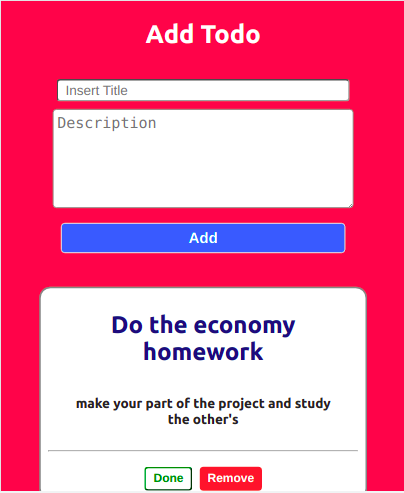 Add Todo
Insert Title
Description
Add
Do the economy
homework
make your part of the project and study
the other's
Done Remove